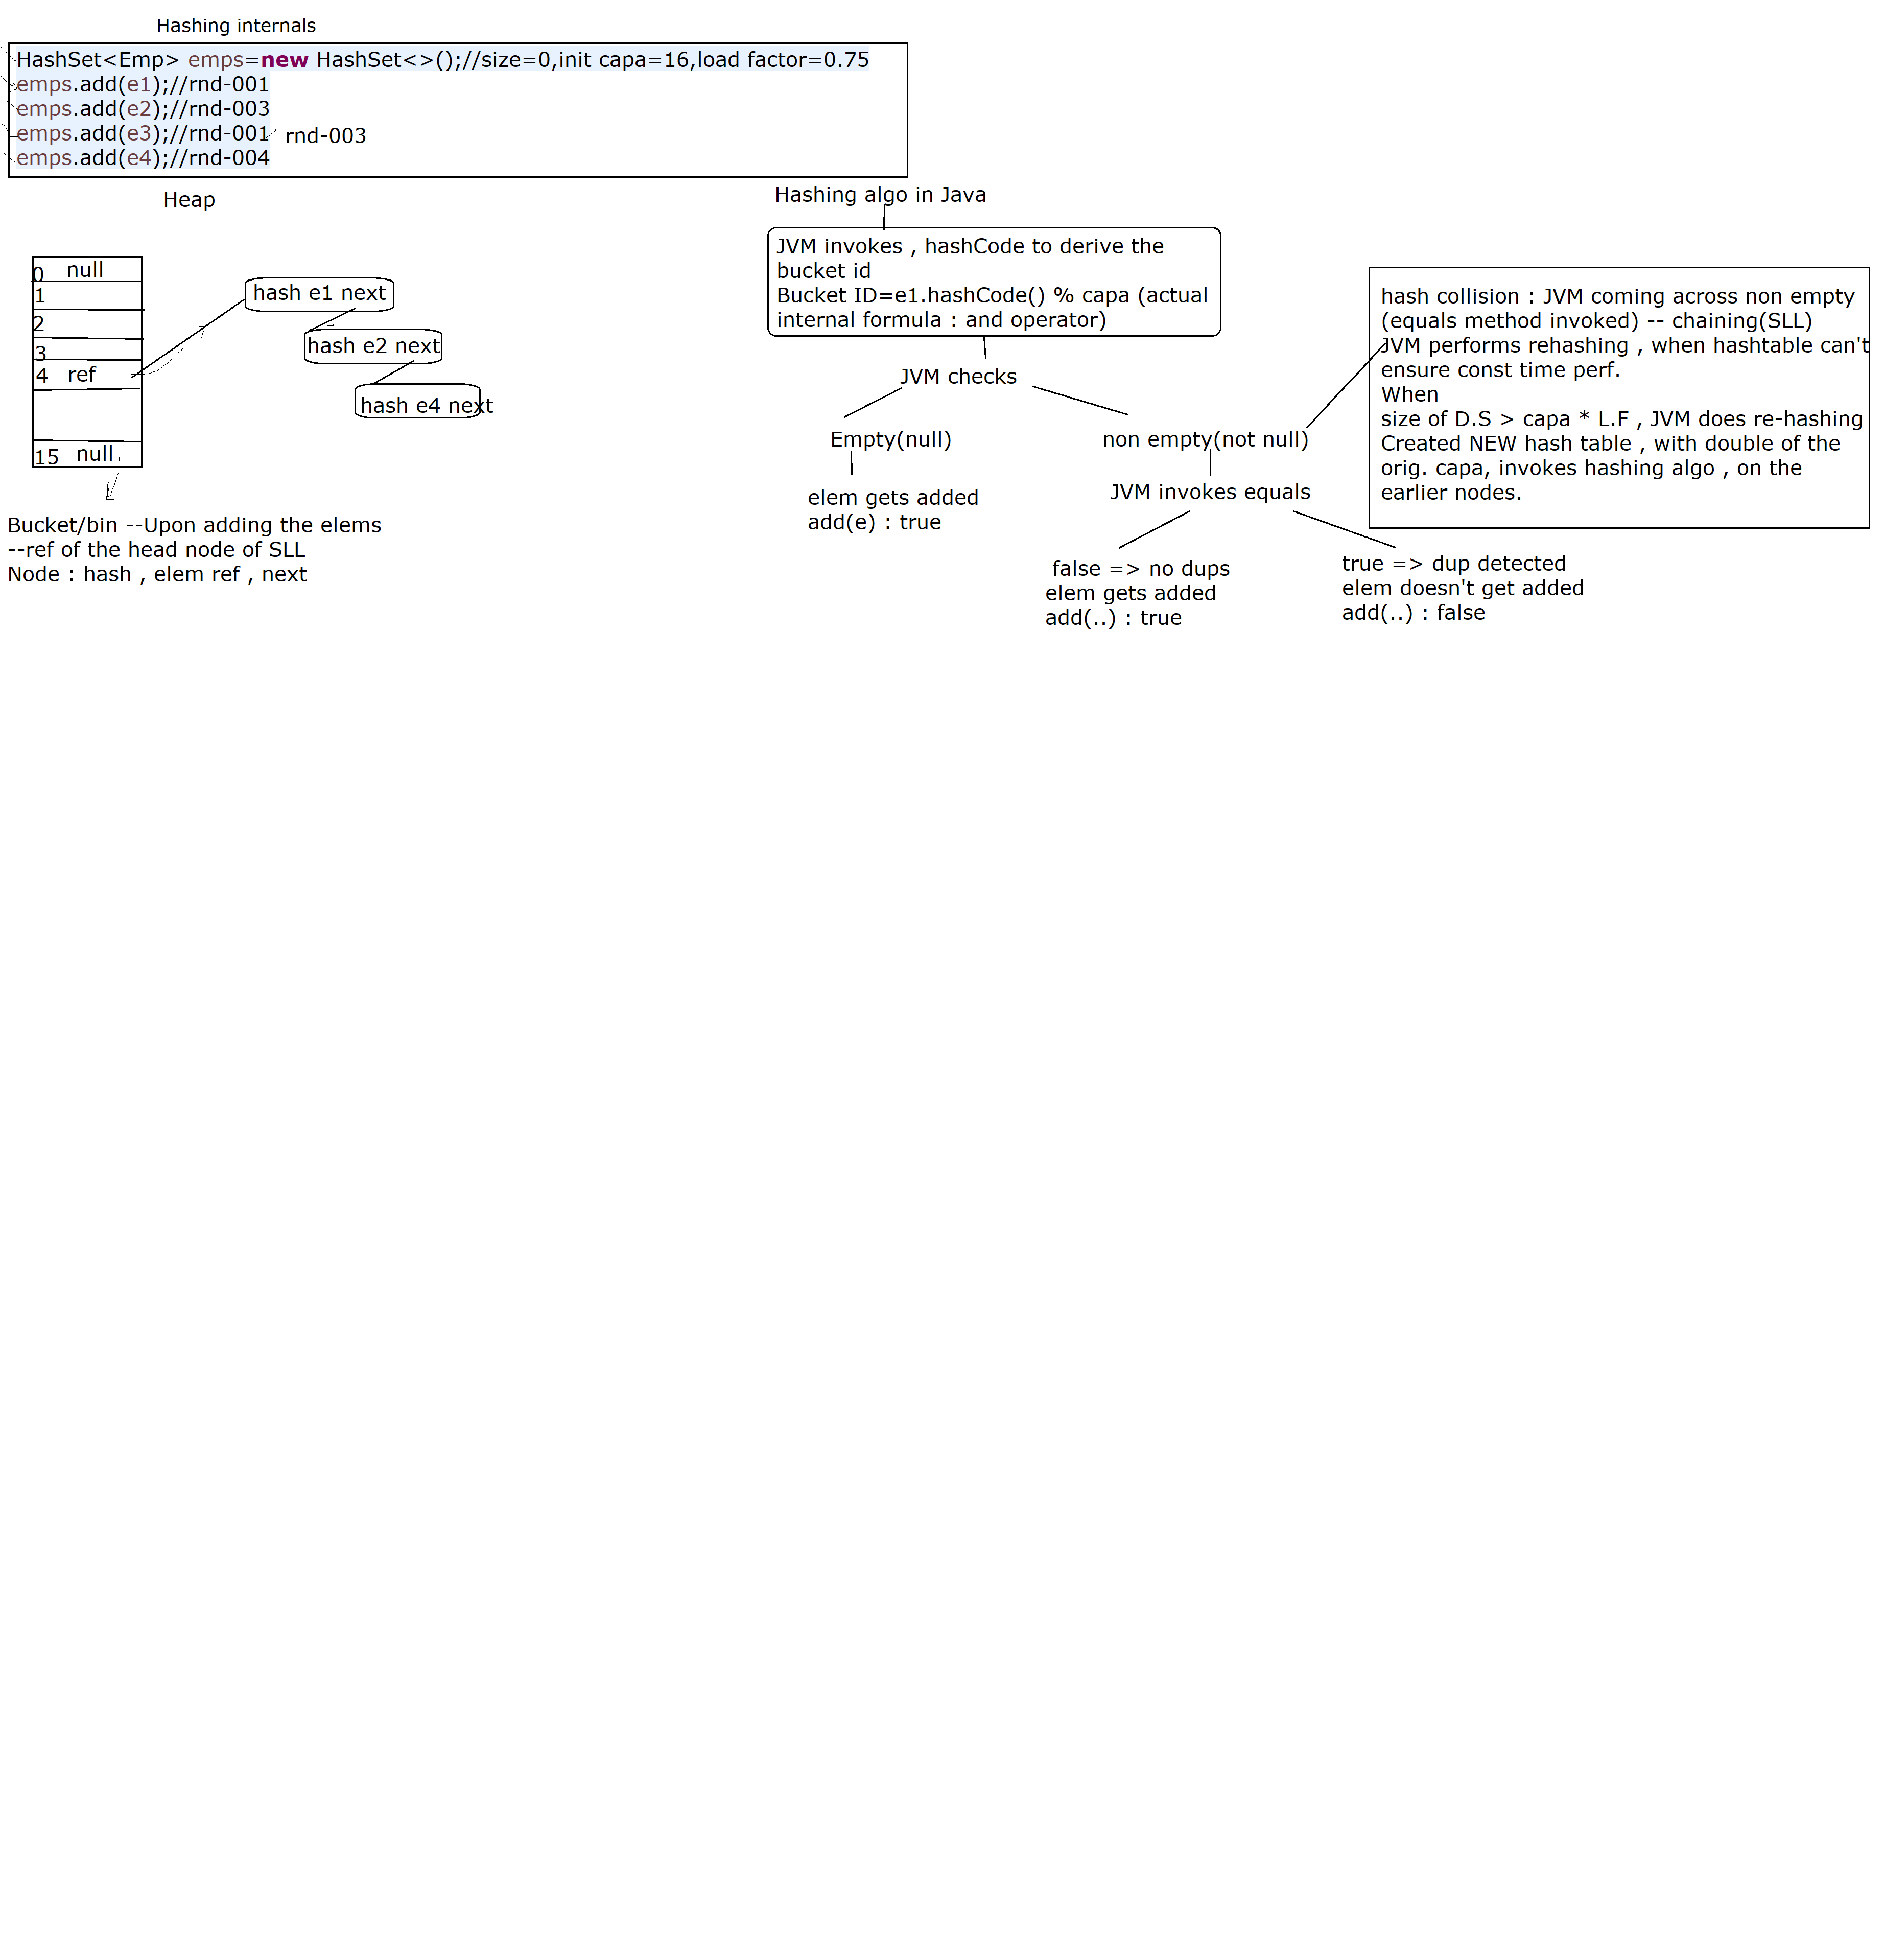 Hashing internals
HashSet<Emp> emps=new HashSet<>();//size=0,init capa=16,load factor=0.75
emps.add(e1);//rnd-001
emps.add(e2);//rnd-003
emps.add(e3);//rnd-001 rnd-003
emps.add(e4);//rnd-004
Heap
0 null
1
2
3
4 ref
15 null
hash e1 next
hash e2 next
hash e4 next
Bucket/bin --Upon adding the elems
--ref of the head node of SLL
Node : hash , elem ref , next
Hashing algo in Java
JVM invokes , hashCode to derive the
bucket id
Bucket ID=e1.hashCode() % capa (actual
internal formula : and operator)
JVM checks
Empty(null)
elem gets added
add(e) : true
non empty(not null)
JVM invokes equals
false => no dups
elem gets added
add(..) : true
true => dup detected
elem doesn't get added
add(..) : false
hash collision : JVM coming across non empty
(equals method invoked) -- chaining(SLL)
JVM performs rehashing , when hashtable can't
ensure const time perf.
When
size of D.S > capa * L.F , JVM does re-hashing
Created NEW hash table , with double of the
orig. capa, invokes hashing algo , on the
earlier nodes.